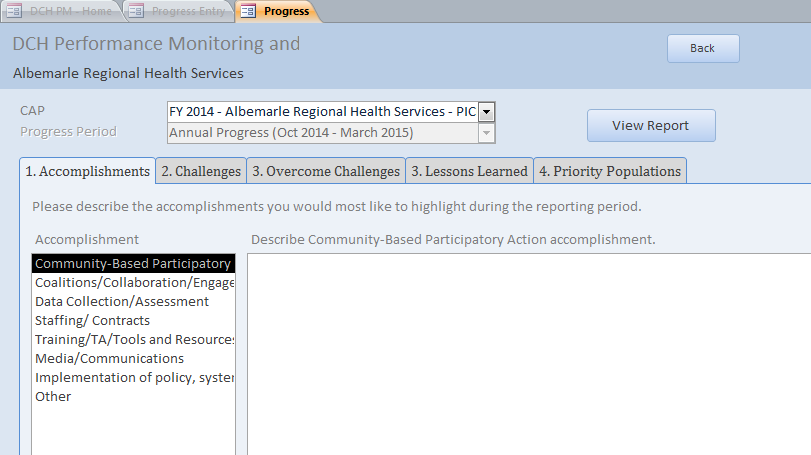 DCH PM - Home Progress Entry Progress
DCH Performance Monitoring and
Back
Albemarle Regional Health Services
CAP FY 2014 - Albemarle Regional Health Services - PIC
Progress Period Annual Progress (Oct 2014 - March 2015)
View Report
1. Accomplishments 2. Challenges 3. Overcome Challenges 3. Lessons Learned 4. Priority Populations
Please describe the accomplishments you would most like to highlight during the reporting period.
Accomplishment Describe Community-Based Participatory Action accomplishment.
Community-Based Participatory
Coalitions/Collaboration/Engage
Data Collection/Assessment
Staffing/ Contracts
Training/TA/Tools and Resources
Media/Communications
Implementation of policy, syster
Other